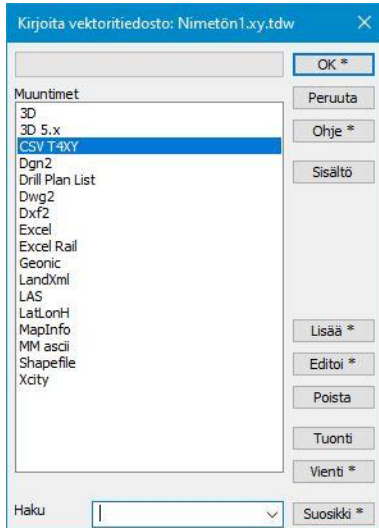 Kirjoita vektoritiedosto: Nimetön1.xy.tdw
OK *
Muuntimet
Peruuta
3D
3D 5.x
Ohje *
CSV T4XY
Dgn2
Sisältö
Drill Plan List
Dwg2
Dxf2
Excel
Excel Rail
Geonic
LandXml
LAS
LatLonH
MapInfo
Lisää *
MM ascii
Shapefile
Editoi *
Xcity
Poista
Tuonti
Vienti *
Haku
Suosikki *